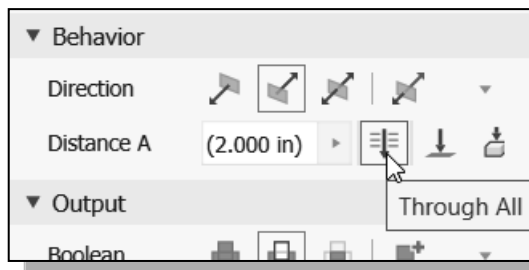 Behavior
Direction
Distance A (2.000 in)
Output
Through All
Boolean